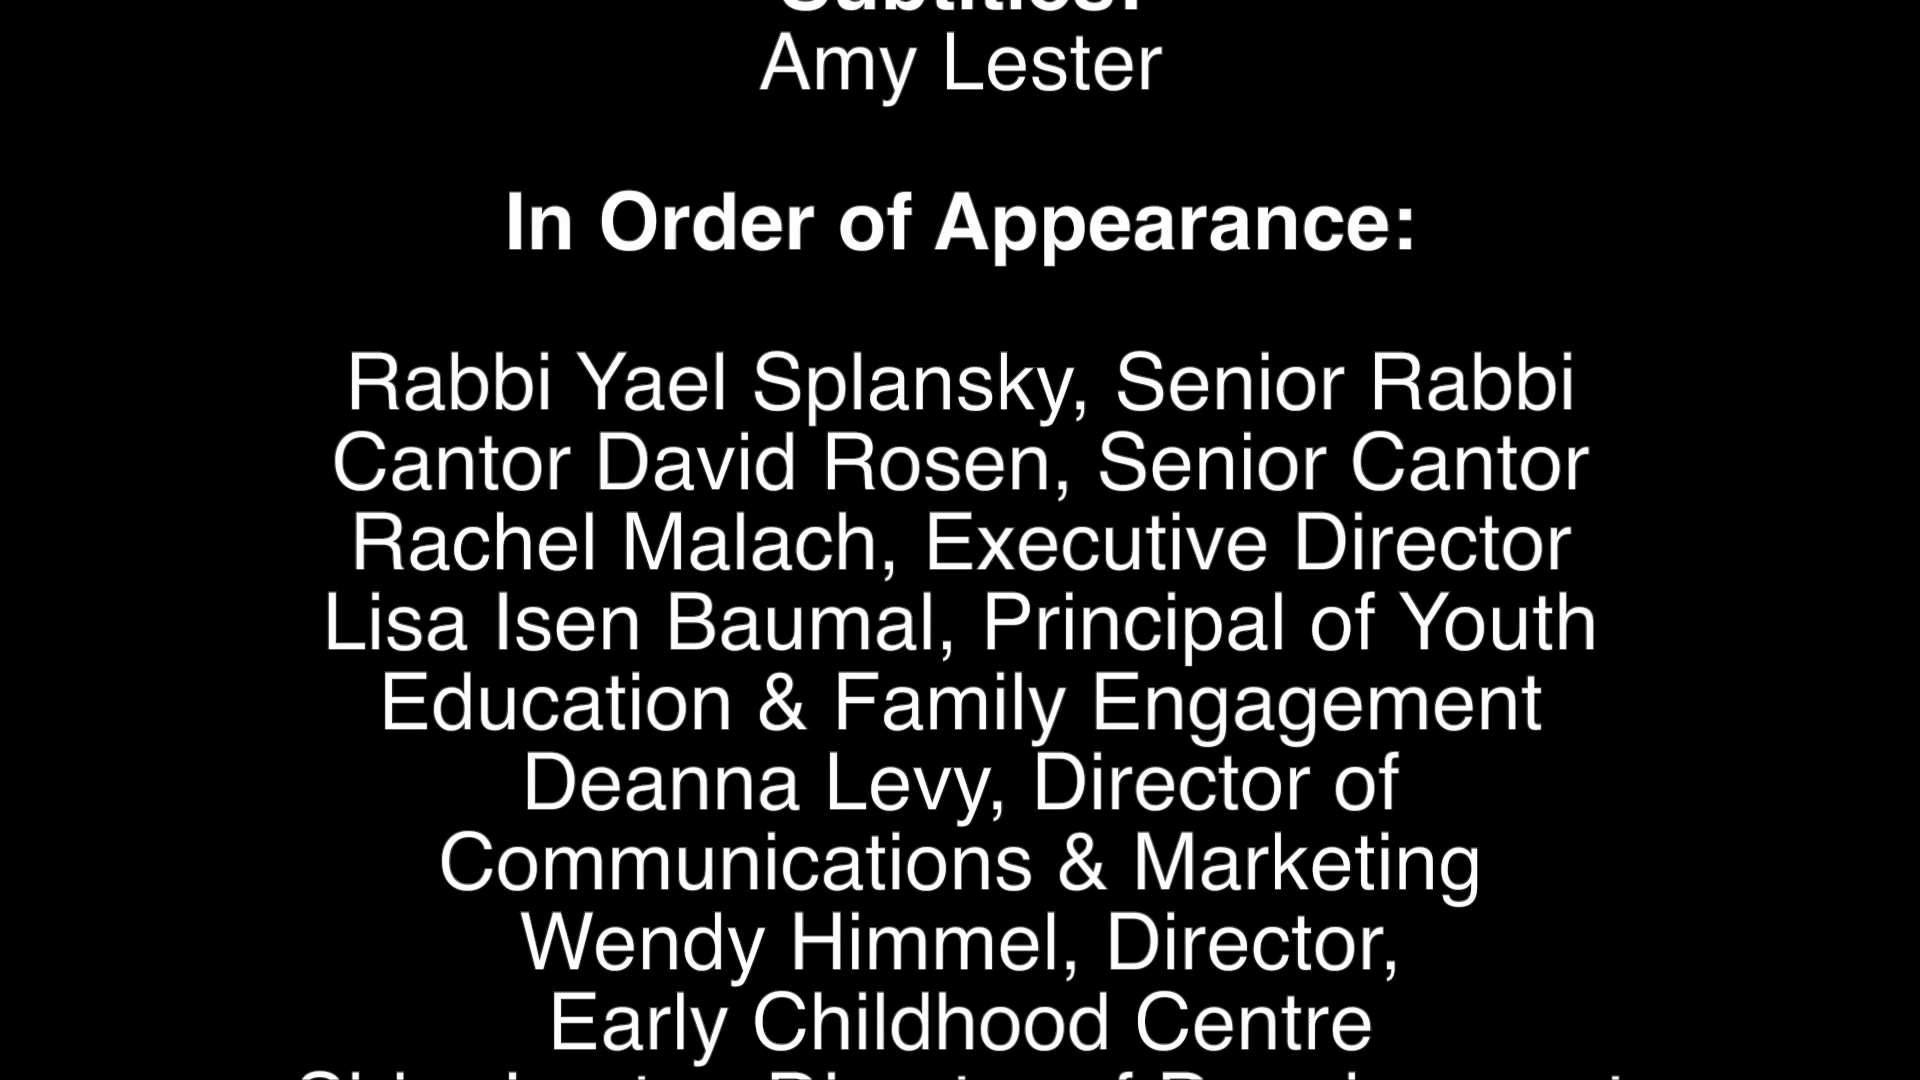 Subtitles:
Amy Lester
In Order of Appearance:
Rabbi Yael Splansky, Senior Rabbi
Cantor David Rosen, Senior Cantor
Rachel Malach, Executive Director
Lisa Isen Baumal, Principal of Youth
Education & Family Engagement
Deanna Levy, Director of
Communications & Marketing
Wendy Himmel, Director,
Early Childhood Centre